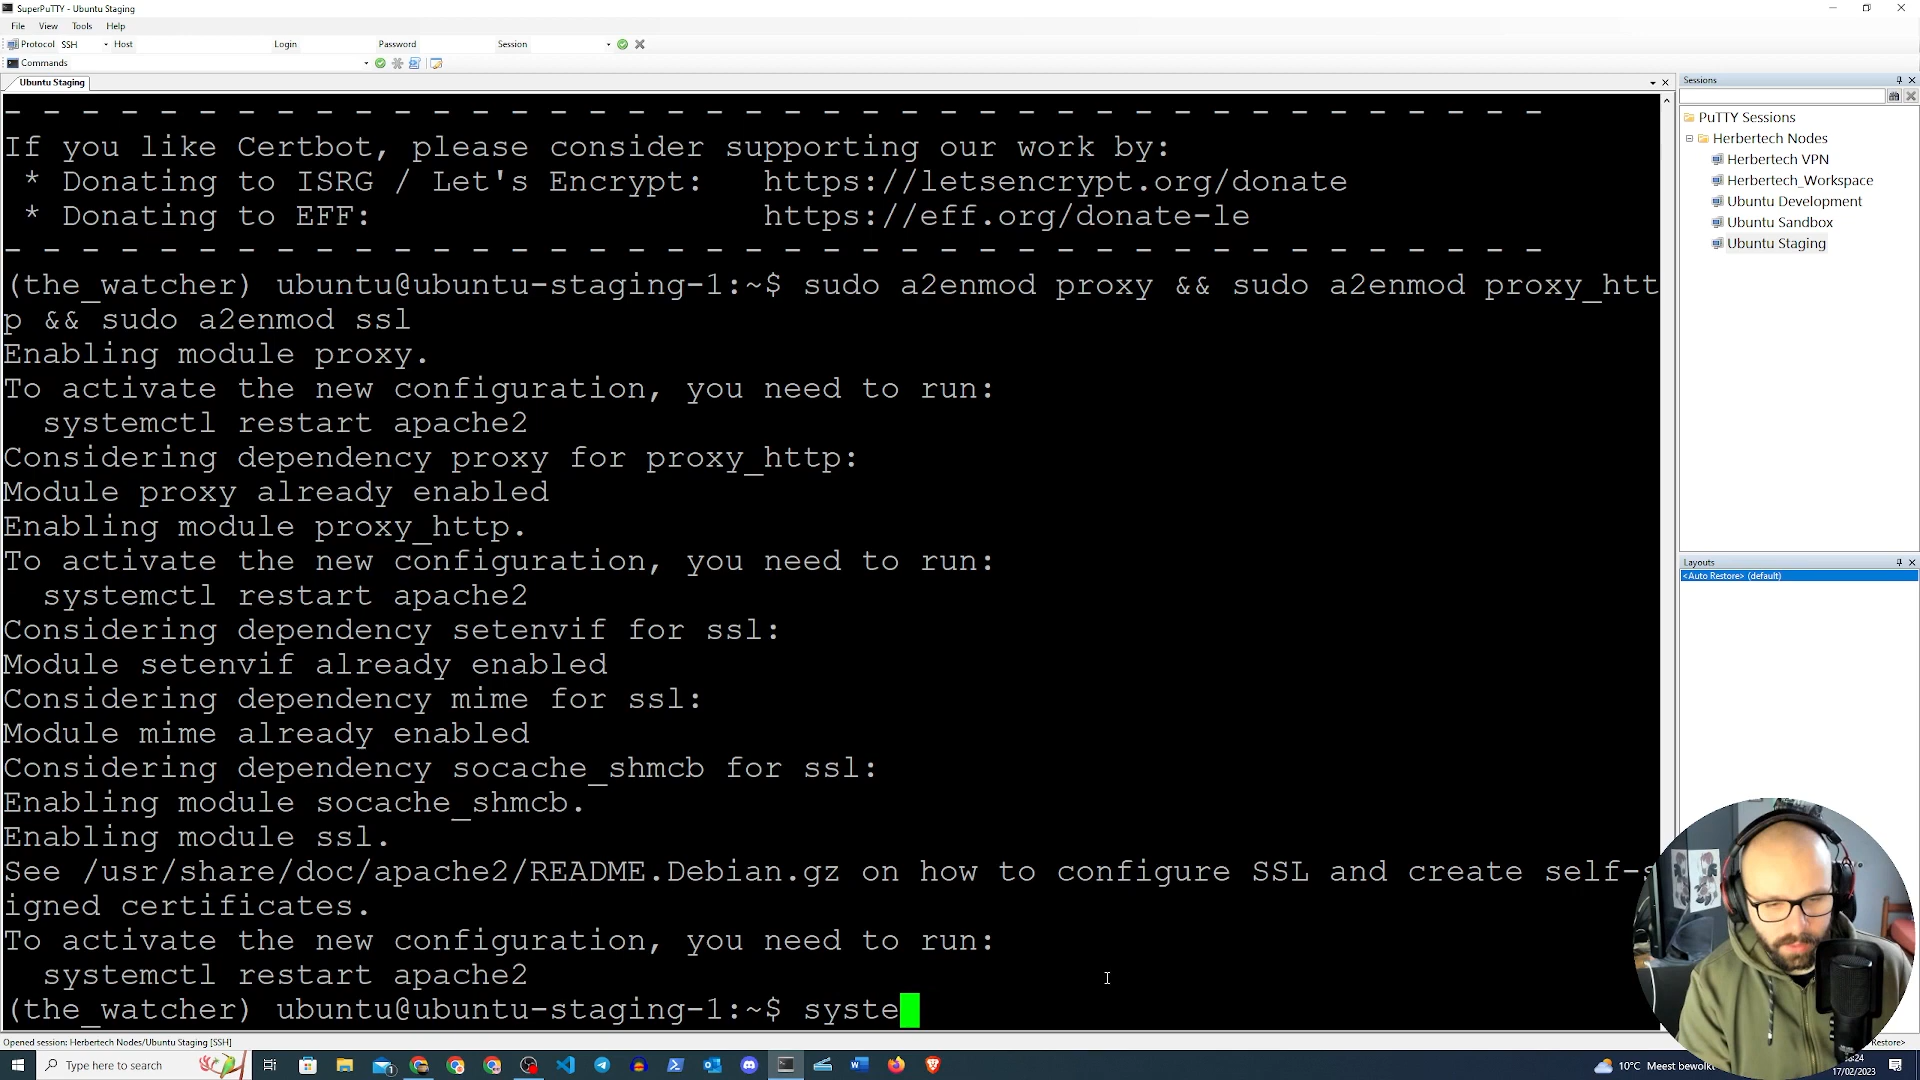 SuperPuTTY - Ubuntu Staging
File View Tools Help
Protocol SSH Host Login Password Session
Commands
Ubuntu Staging
- - - - - - - - - - - - - - - - - - - - - - - - - - - - - - - - - - - - - - - -
If you like Certbot, please consider supporting our work by:
* Donating to ISRG / Let's Encrypt: https://letsencrypt.org/donate
* Donating to EFF: https://eff.org/donate-le
- - - - - - - - - - - - - - - - - - - - - - - - - - - - - - - - - - - - - - - -
(the_watcher) ubuntu@ubuntu-staging-1:~$ sudo a2enmod proxy && sudo a2enmod proxy_htt
p && sudo a2enmod ssl
Enabling module proxy.
To activate the new configuration, you need to run:
systemctl restart apache2
Considering dependency proxy for proxy_http:
Module proxy already enabled
Enabling module proxy_http.
To activate the new configuration, you need to run:
systemctl restart apache2
Considering dependency setenvif for ssl:
Module setenvif already enabled
Considering dependency mime for ssl:
Module mime already enabled
Considering dependency socache_shmcb for ssl:
Enabling module socache_shmcb.
Enabling module ssl.
See /usr/share/doc/apache2/README.Debian.gz on how to configure SSL and create self-s
igned certificates.
To activate the new configuration, you need to run:
systemctl restart apache2
(the_watcher) ubuntu@ubuntu-staging-1:~$ syste
Sessions
PuTTY Sessions
Herbertech Nodes
Herbertech VPN
Herbertech_Workspace
Ubuntu Development
Ubuntu Sandbox
Ubuntu Staging
Layouts
<Auto Restore> (default)
Opened session: Herbertech Nodes/Ubuntu Staging [SSH]
Restore>
Type here to search
10°C Meest bewolkt
17/02/2023